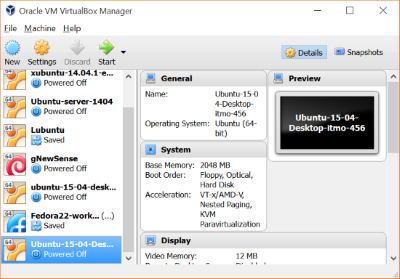 Oracle VM VirtualBox Manager
File Machine Help
New Settings Discard Start Details Snapshots
xubuntu-14.04.1-e...
Powered Off
Ubuntu-server-1404
Powered Off
Lubuntu
Saved
gNewSense
Powered Off
ubuntu-15-04-desk...
Powered Off
Fedora22-work... (...)
Saved
Ubuntu-15-04-Des...
Powered Off
General
Name: Ubuntu-15-0
4-Desktop-
itmo-456
Operating System: Ubuntu (64-
bit)
System
Base Memory: 2048 MB
Boot Order: Floppy, Optical,
Hard Disk
Acceleration: VT-x/AMD-V,
Nested Paging,
KVM
Paravirtualization
Display
Video Memory: 12 MB
Preview
Ubuntu-15-04-
Desktop-itmo-456